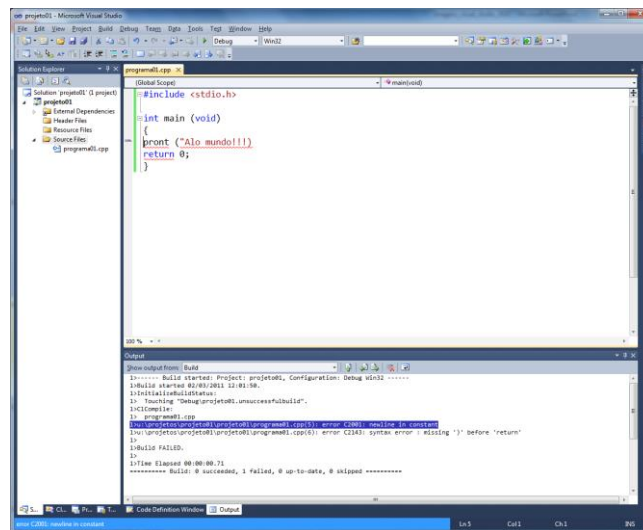 projeto01 - Microsoft Visual Studio
File Edit View Project Build Debug Team Data Tools Test Window Help
Debug Win32
Solution Explorer
programa01.cpp
(Global Scope) main(void)
Solution 'projeto01' (1 project)
projeto01
External Dependencies
Header Files
Resource Files
Source Files
programa01.cpp
#include <stdio.h>
int main (void)
{
pront ("Alo mundo!!!)
return 0;
}
100 %
Output
Show output from: Build
1>------ Build started: Project: projeto01, Configuration: Debug Win32 ------
1>Build started 02/03/2011 12:01:50.
1>InitializeBuildStatus:
1> Touching "Debug\projeto01.unsuccessfulbuild".
1>ClCompile:
1> programa01.cpp
1>u:\projetos\projeto01\projeto01\programa01.cpp(5): error C2001: newline in constant
1>u:\projetos\projeto01\projeto01\programa01.cpp(6): error C2143: syntax error : missing ')' before 'return'
1>
1>Build FAILED.
1>
1>Time Elapsed 00:00:00.71
========== Build: 0 succeeded, 1 failed, 0 up-to-date, 0 skipped ==========
S... Cl... Pr... T... Code Definition Window Output
error C2001: newline in constant Ln 5 Col 1 Ch 1 INS